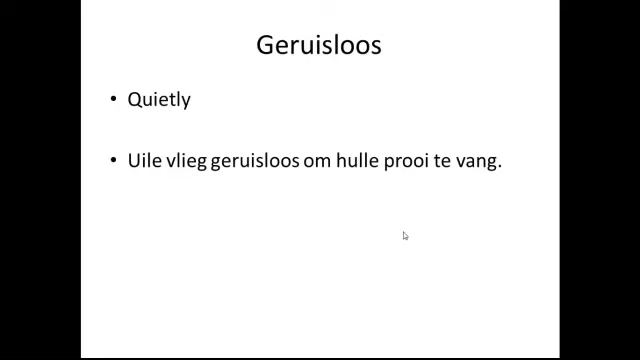 Geruisloos
• Quietly
• Uile vlieg geruisloos om hulle prooi te vang.